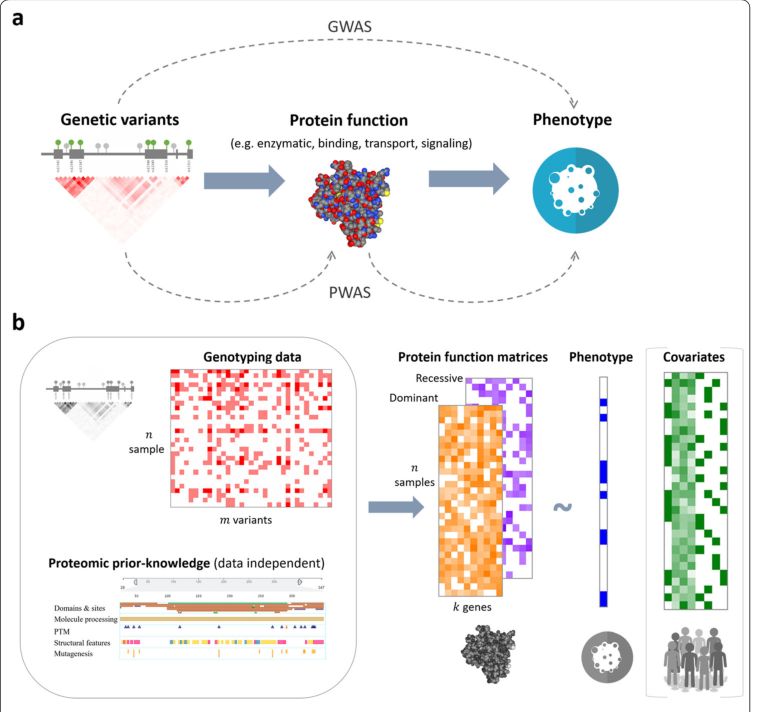 a
GWAS
Genetic variants
Protein function
Phenotype
(e.g. enzymatic, binding, transport, signaling)
PWAS
b
Genotyping data
n
sample
m variants
Proteomic prior-knowledge (data independent)
Domains & sites
Molecule processing
PTM
Structural features
Mutagenesis
Protein function matrices
Recessive
Dominant
n
samples
k genes
~
Phenotype
Covariates